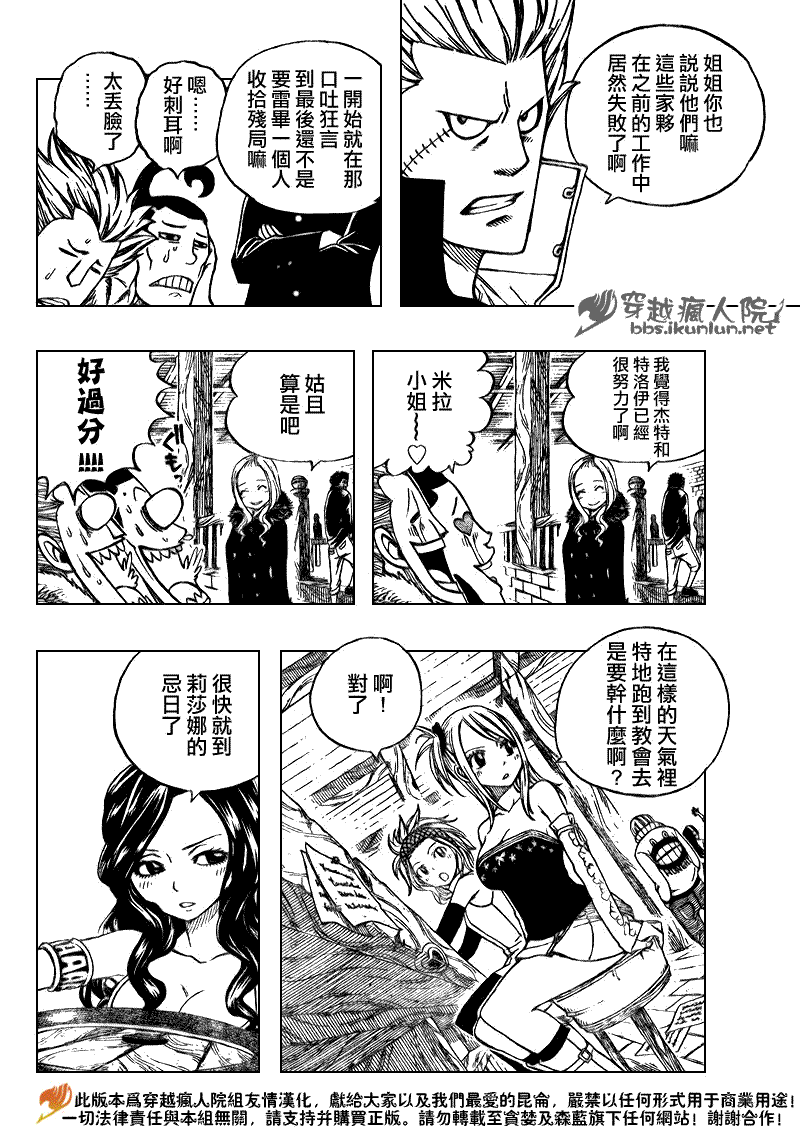 姐姐你也
說說他們嘛
這些家夥
在之前的工作中
居然失敗了啊
一開始就在那
口吐狂言
到最後還不是
要雷畢一個人
收拾殘局嘛
嗯……
好刺耳啊
太丟臉了
……
穿越瘋人院
bbs.ikunlun.net
我覺得杰特和
特洛伊已經
很努力了啊
米拉
小姐～♡
姑且
算是吧
好過分!!!!
在這樣的天氣裡
特地跑到教會去
是要幹什麼啊？
啊！
對了
很快就到
莉莎娜的
忌日了
此版本爲穿越瘋人院組友情漢化，獻給大家以及我們最愛的昆侖，嚴禁以任何形式用于商業用途！
一切法律責任與本組無關，請支持并購買正版。請勿轉載至貪婪及森藍旗下任何網站！謝謝合作！